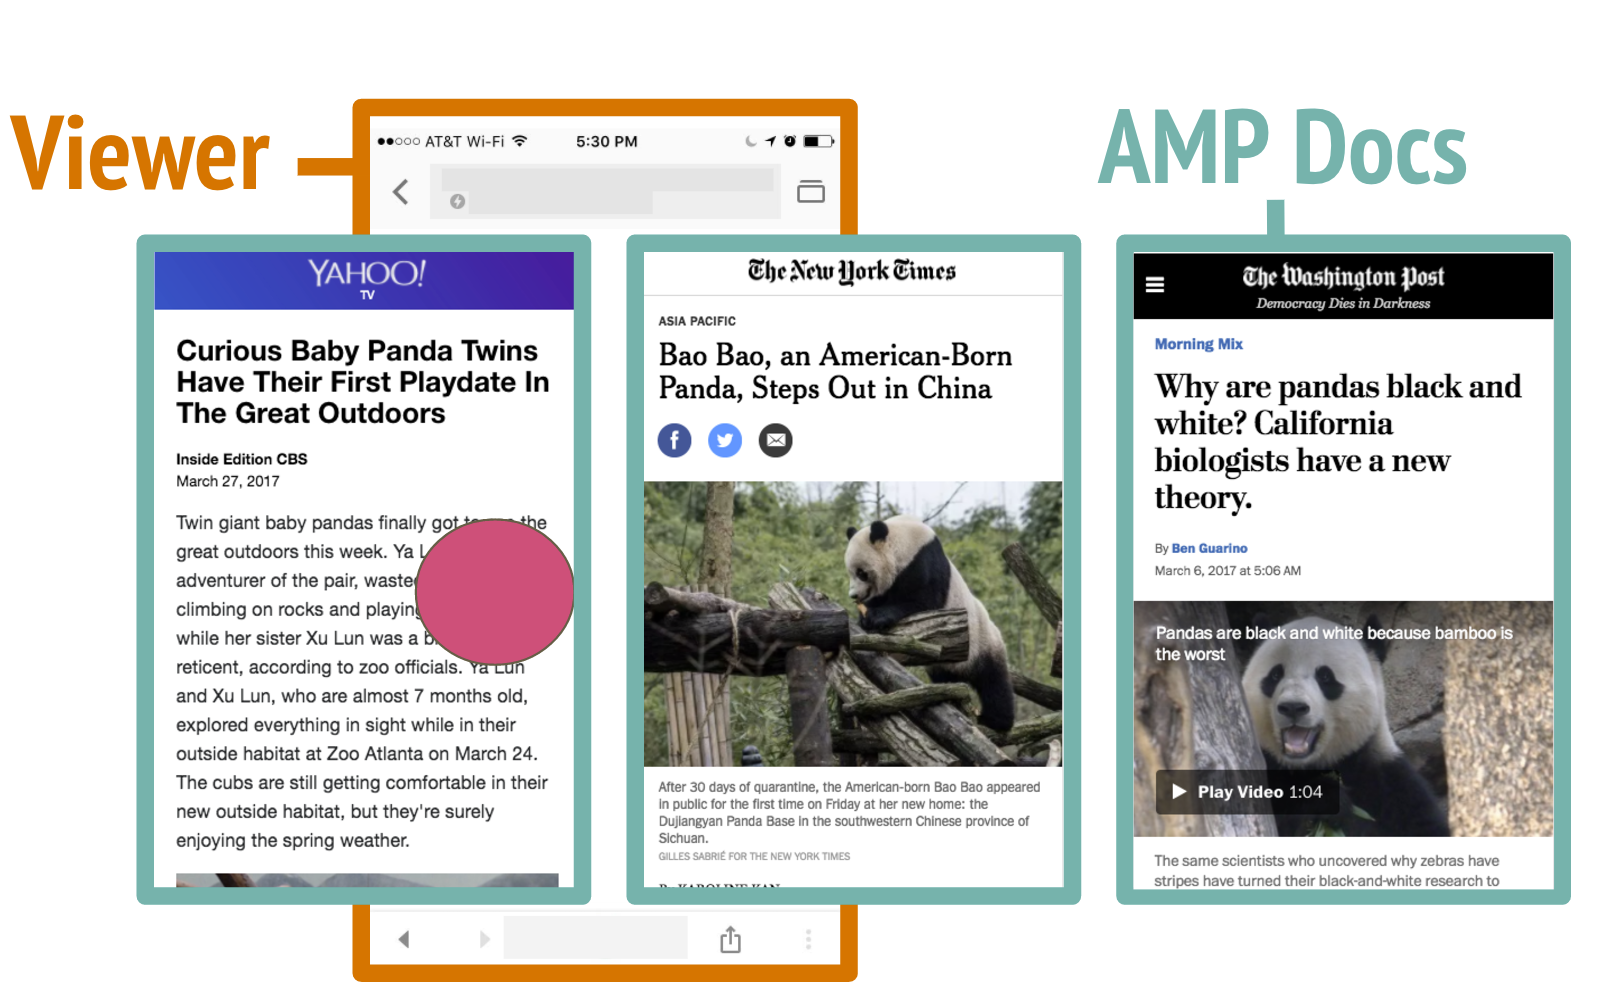 Viewer
AMP Docs
AT&T Wi-Fi
5:30 PM
YAHOO!
TV
Curious Baby Panda Twins
Have Their First Playdate In
The Great Outdoors
Inside Edition CBS
March 27, 2017
Twin giant baby pandas finally got the
great outdoors this week. Ya
adventurer of the pair,
climbing on rocks and playing
while her sister Xu Lun was a
reticent, according to zoo officials. Ya Lun
and Xu Lun, who are almost 7 months old,
explored everything in sight while in their
outside habitat at Zoo Atlanta on March 24.
The cubs are still getting comfortable in their
new outside habitat, but they're surely
enjoying the spring weather.
The New York Times
ASIA PACIFIC
Bao Bao, an American-Born
Panda, Steps Out in China
After 30 days of quarantine, the American-born Bao Bao appeared
in public for the first time on Friday at her new home: the
Dujiangyan Panda Base in the southwestern Chinese province of
Sichuan.
GILLES SABRIÉ FOR THE NEW YORK TIMES
By KAROLINE KAN
The Washington Post
Democracy Dies in Darkness
Morning Mix
Why are pandas black and
white? California
biologists have a new
theory.
By Ben Guarino
March 6, 2017 at 5:06 AM
Pandas are black and white because bamboo is
the worst
Play Video 1:04
The same scientists who uncovered why zebras have
stripes have turned their black-and-white research to